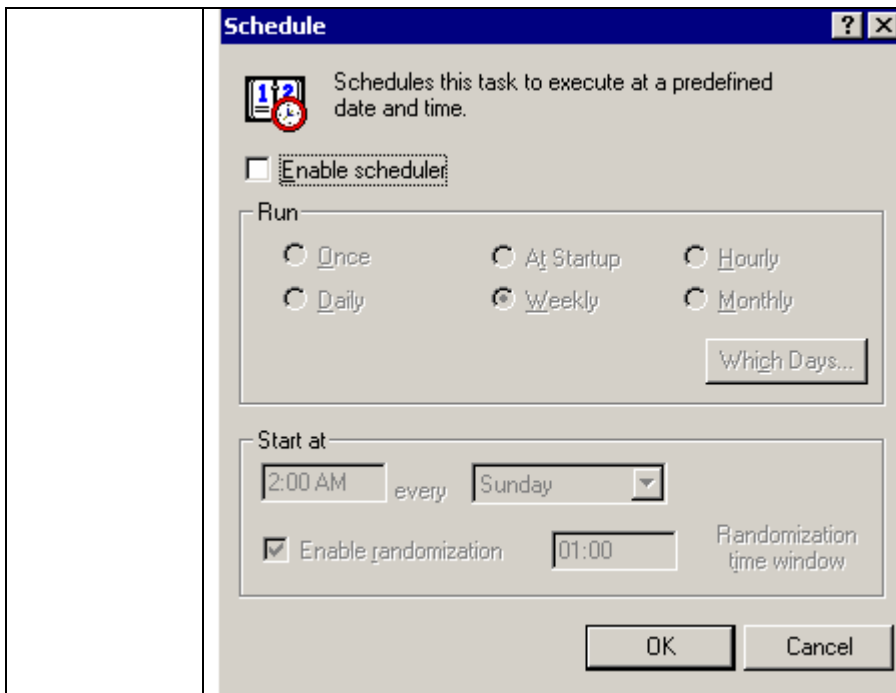 Schedule
Schedules this task to execute at a predefined
date and time.
Enable scheduler
Run
Once
At Startup
Hourly
Daily
Weekly
Monthly
Which Days...
Start at
2:00 AM every Sunday
Enable randomization 01:00 Randomization
time window
OK
Cancel